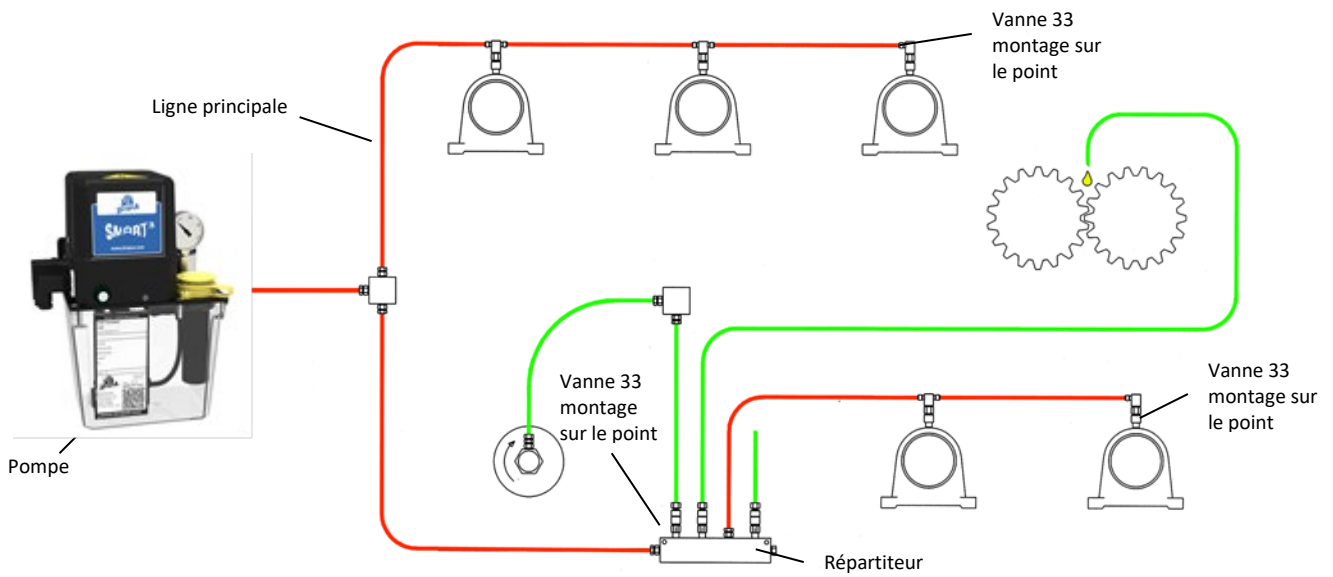 Vanne 33
montage sur
le point
Ligne principale
SMART³
Vanne 33
montage
sur le point
Vanne 33
montage sur
le point
Pompe
Répartiteur